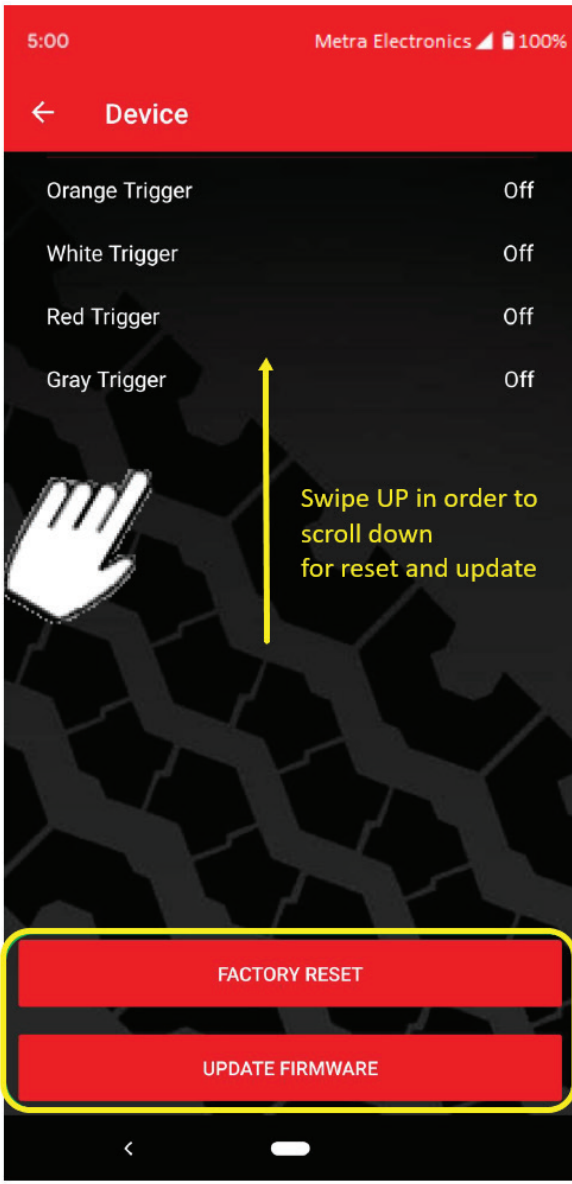 5:00 Metra Electronics 100%
Device
Orange Trigger Off
White Trigger Off
Red Trigger Off
Gray Trigger Off
Swipe UP in order to
scroll down
for reset and update
FACTORY RESET
UPDATE FIRMWARE